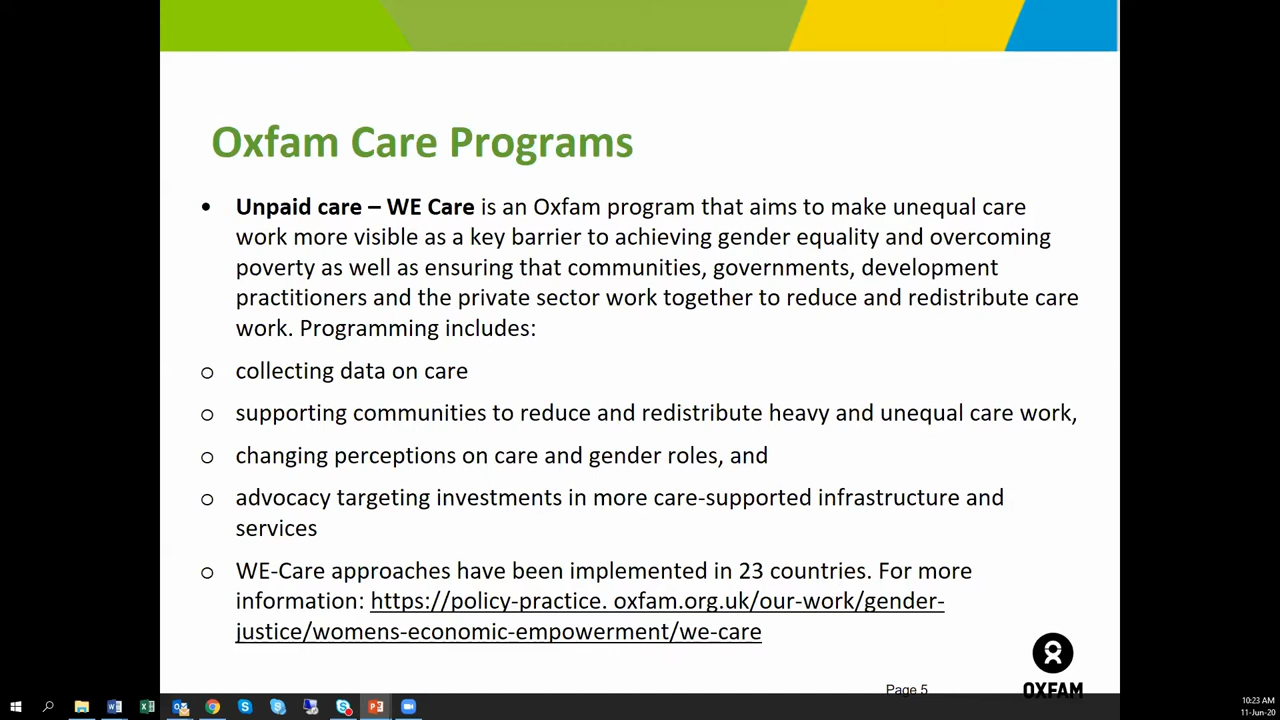 Oxfam Care Programs
• Unpaid care – WE Care is an Oxfam program that aims to make unequal care
work more visible as a key barrier to achieving gender equality and overcoming
poverty as well as ensuring that communities, governments, development
practitioners and the private sector work together to reduce and redistribute care
work. Programming includes:
o collecting data on care
o supporting communities to reduce and redistribute heavy and unequal care work,
o changing perceptions on care and gender roles, and
o advocacy targeting investments in more care-supported infrastructure and
services
o WE-Care approaches have been implemented in 23 countries. For more
information: https://policy-practice. oxfam.org.uk/our-work/gender-
justice/womens-economic-empowerment/we-care
Page 5
OXFAM
10:23 AM
11-Jun-20